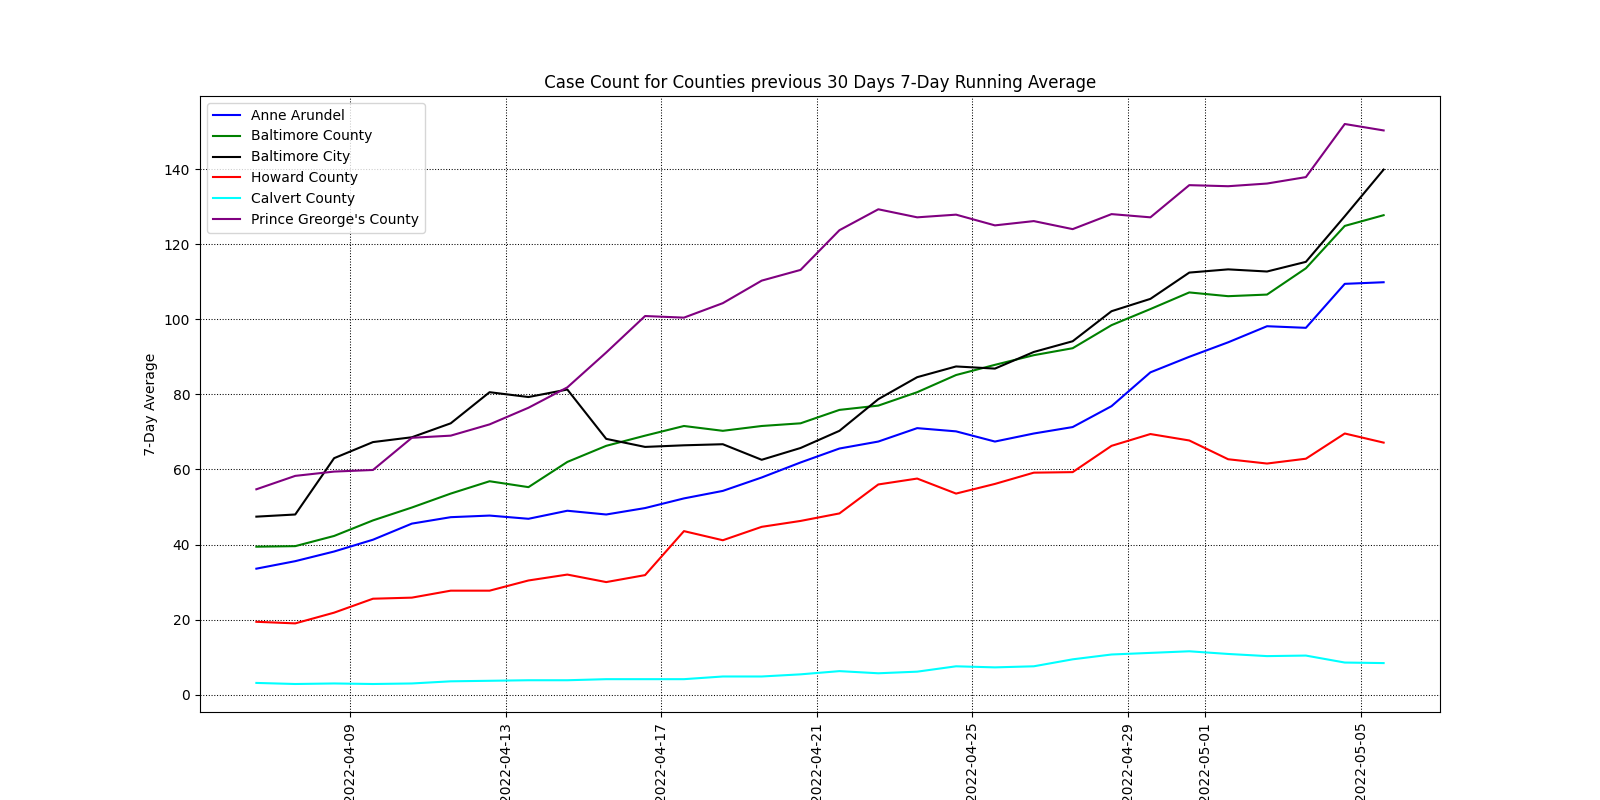 Case Count for Counties previous 30 Days 7-Day Running Average
Anne Arundel
Baltimore County
Baltimore City
Howard County
Calvert County
Prince Greorge's County
7-Day Average
140
120
100
80
60
40
20
0
2022-04-09
2022-04-13
2022-04-17
2022-04-21
2022-04-25
2022-04-29
2022-05-01
2022-05-05